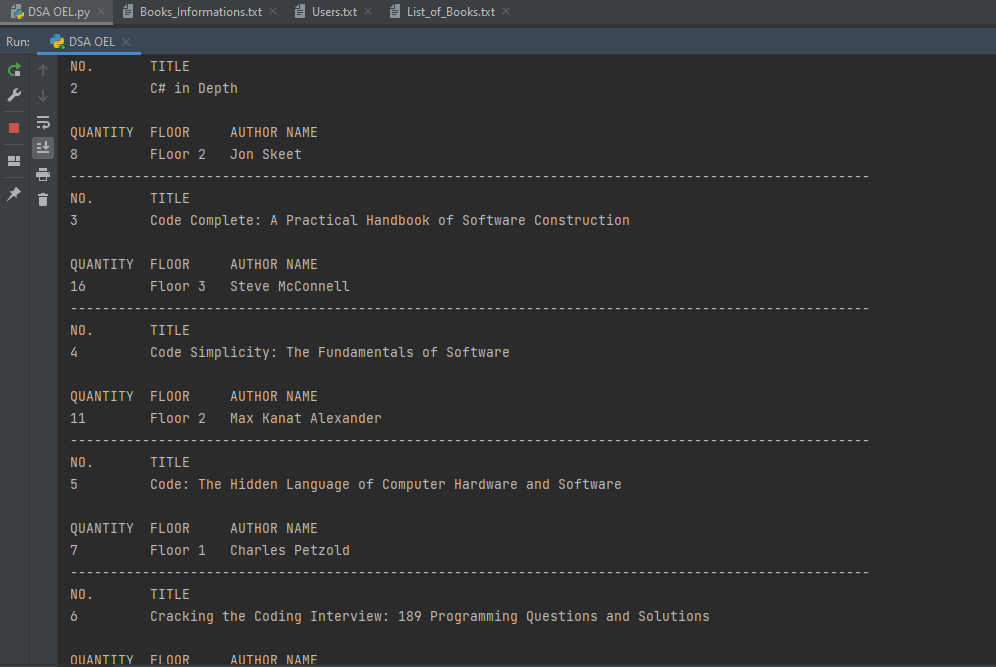 DSA OEL.py Books_Informations.txt Users.txt List_of_Books.txt
Run: DSA OEL
NO. TITLE
2 C# in Depth
QUANTITY FLOOR AUTHOR NAME
8 FLoor 2 Jon Skeet
----------------------------------------------------------------------------------------------------
NO. TITLE
3 Code Complete: A Practical Handbook of Software Construction
QUANTITY FLOOR AUTHOR NAME
16 Floor 3 Steve McConnell
----------------------------------------------------------------------------------------------------
NO. TITLE
4 Code Simplicity: The Fundamentals of Software
QUANTITY FLOOR AUTHOR NAME
11 Floor 2 Max Kanat Alexander
----------------------------------------------------------------------------------------------------
NO. TITLE
5 Code: The Hidden Language of Computer Hardware and Software
QUANTITY FLOOR AUTHOR NAME
7 Floor 1 Charles Petzold
----------------------------------------------------------------------------------------------------
NO. TITLE
6 Cracking the Coding Interview: 189 Programming Questions and Solutions
QUANTITY FLOOR AUTHOR NAME